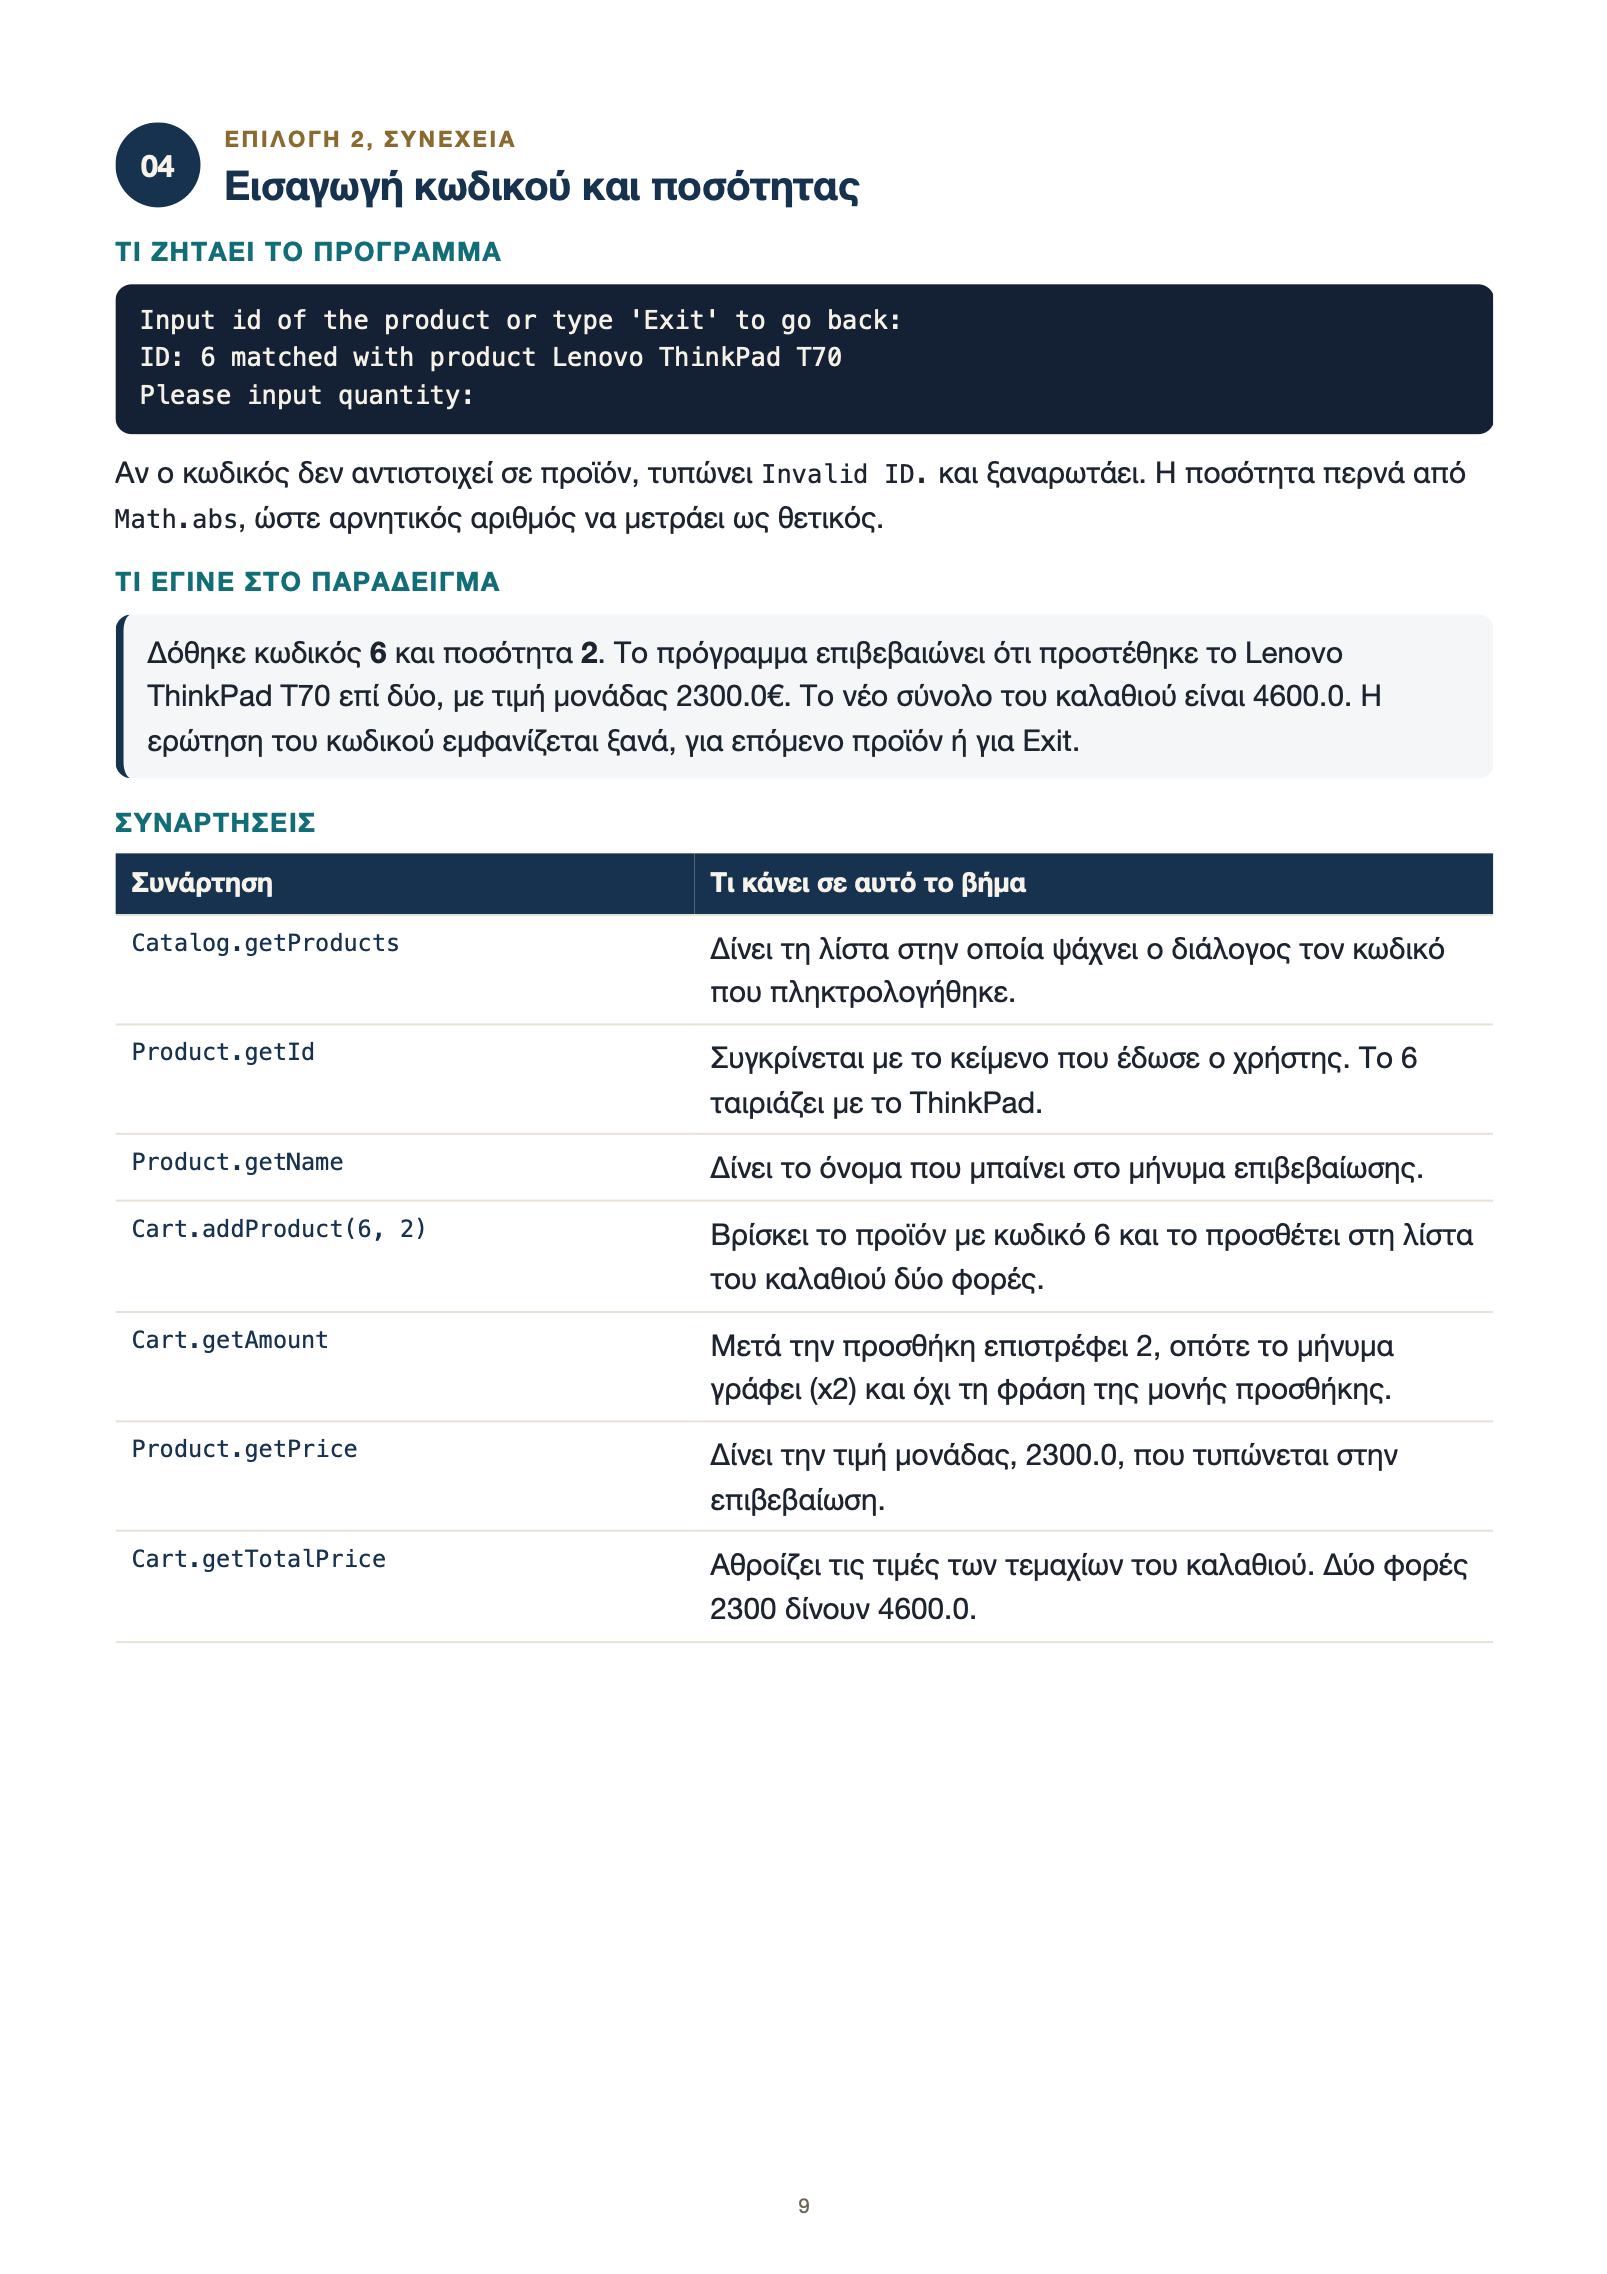 04
ΕΠΙΛΟΓΗ 2, ΣΥΝΕΧΕΙΑ
Εισαγωγή κωδικού και ποσότητας
ΤΙ ΖΗΤΑΕΙ ΤΟ ΠΡΟΓΡΑΜΜΑ
Input id of the product or type 'Exit' to go back:
ID: 6 matched with product Lenovo ThinkPad T70
Please input quantity:
Αν ο κωδικός δεν αντιστοιχεί σε προϊόν, τυπώνει Invalid ID. και ξαναρωτάει. Η ποσότητα περνά από
Math.abs, ώστε αρνητικός αριθμός να μετράει ως θετικός.
ΤΙ ΕΓΙΝΕ ΣΤΟ ΠΑΡΑΔΕΙΓΜΑ
Δόθηκε κωδικός 6 και ποσότητα 2. Το πρόγραμμα επιβεβαιώνει ότι προστέθηκε το Lenovo
ThinkPad T70 επί δύο, με τιμή μονάδας 2300.0€. Το νέο σύνολο του καλαθιού είναι 4600.0. Η
ερώτηση του κωδικού εμφανίζεται ξανά, για επόμενο προϊόν ή για Exit.
ΣΥΝΑΡΤΗΣΕΙΣ
Συνάρτηση
Τι κάνει σε αυτό το βήμα
Catalog.getProducts
Δίνει τη λίστα στην οποία ψάχνει ο διάλογος τον κωδικό
που πληκτρολογήθηκε.
Product.getId
Συγκρίνεται με το κείμενο που έδωσε ο χρήστης. Το 6
ταιριάζει με το ThinkPad.
Product.getName
Δίνει το όνομα που μπαίνει στο μήνυμα επιβεβαίωσης.
Cart.addProduct(6, 2)
Βρίσκει το προϊόν με κωδικό 6 και το προσθέτει στη λίστα
του καλαθιού δύο φορές.
Cart.getAmount
Μετά την προσθήκη επιστρέφει 2, οπότε το μήνυμα
γράφει (x2) και όχι τη φράση της μονής προσθήκης.
Product.getPrice
Δίνει την τιμή μονάδας, 2300.0, που τυπώνεται στην
επιβεβαίωση.
Cart.getTotalPrice
Αθροίζει τις τιμές των τεμαχίων του καλαθιού. Δύο φορές
2300 δίνουν 4600.0.
9